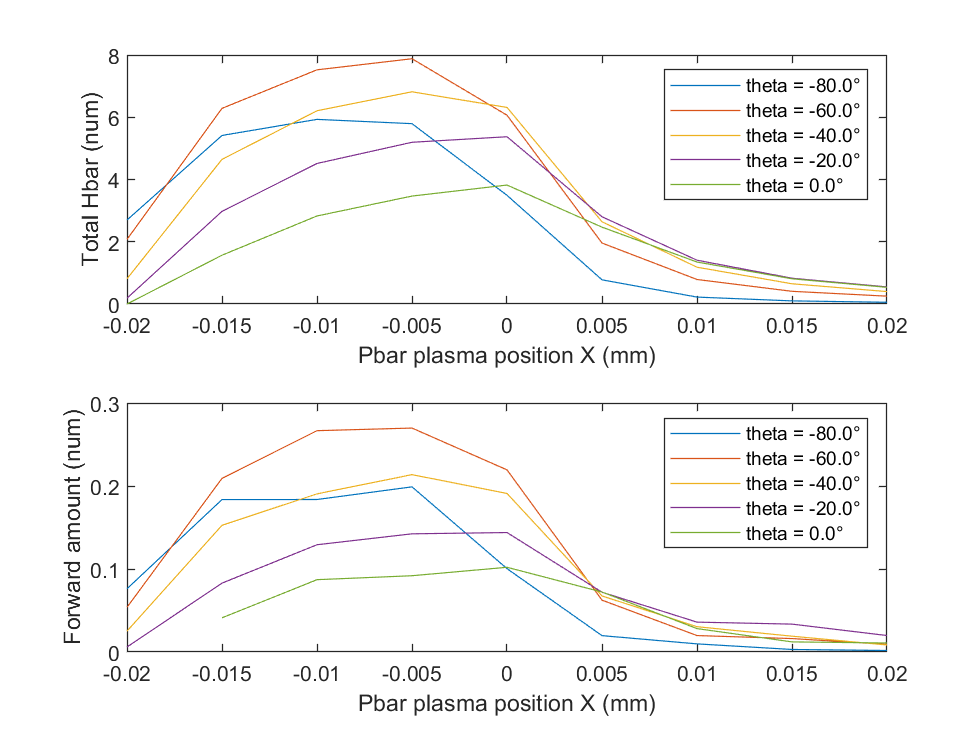 8
6
4
2
0
Total Hbar (num)
-0.02 -0.015 -0.01 -0.005 0 0.005 0.01 0.015 0.02
Pbar plasma position X (mm)
theta = -80.0°
theta = -60.0°
theta = -40.0°
theta = -20.0°
theta = 0.0°
0.3
0.2
0.1
0
Forward amount (num)
-0.02 -0.015 -0.01 -0.005 0 0.005 0.01 0.015 0.02
Pbar plasma position X (mm)
theta = -80.0°
theta = -60.0°
theta = -40.0°
theta = -20.0°
theta = 0.0°